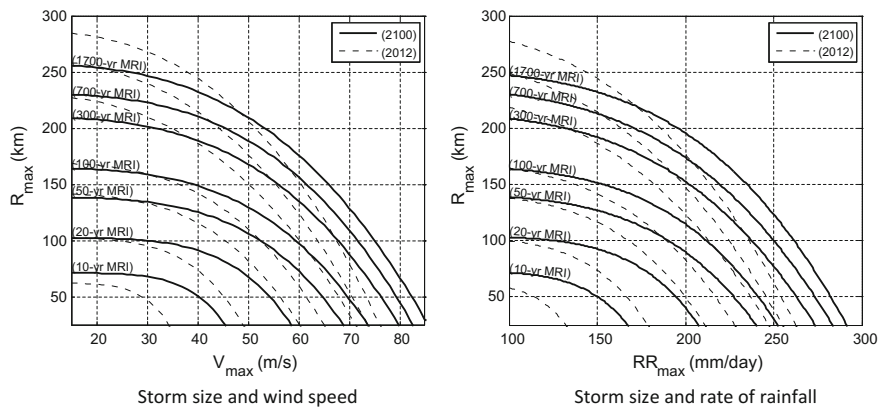 300
250
200
150
100
50
R_max (km)
(2100)
(2012)
(1700-yr MRI)
(700-yr MRI)
(300-yr MRI)
(100-yr MRI)
(50-yr MRI)
(20-yr MRI)
(10-yr MRI)
20 30 40 50 60 70 80
V_max (m/s)
Storm size and wind speed
300
250
200
150
100
50
R_max (km)
(2100)
(2012)
(1700-yr MRI)
(700-yr MRI)
(300-yr MRI)
(100-yr MRI)
(50-yr MRI)
(20-yr MRI)
(10-yr MRI)
100 150 200 250 300
RR_max (mm/day)
Storm size and rate of rainfall